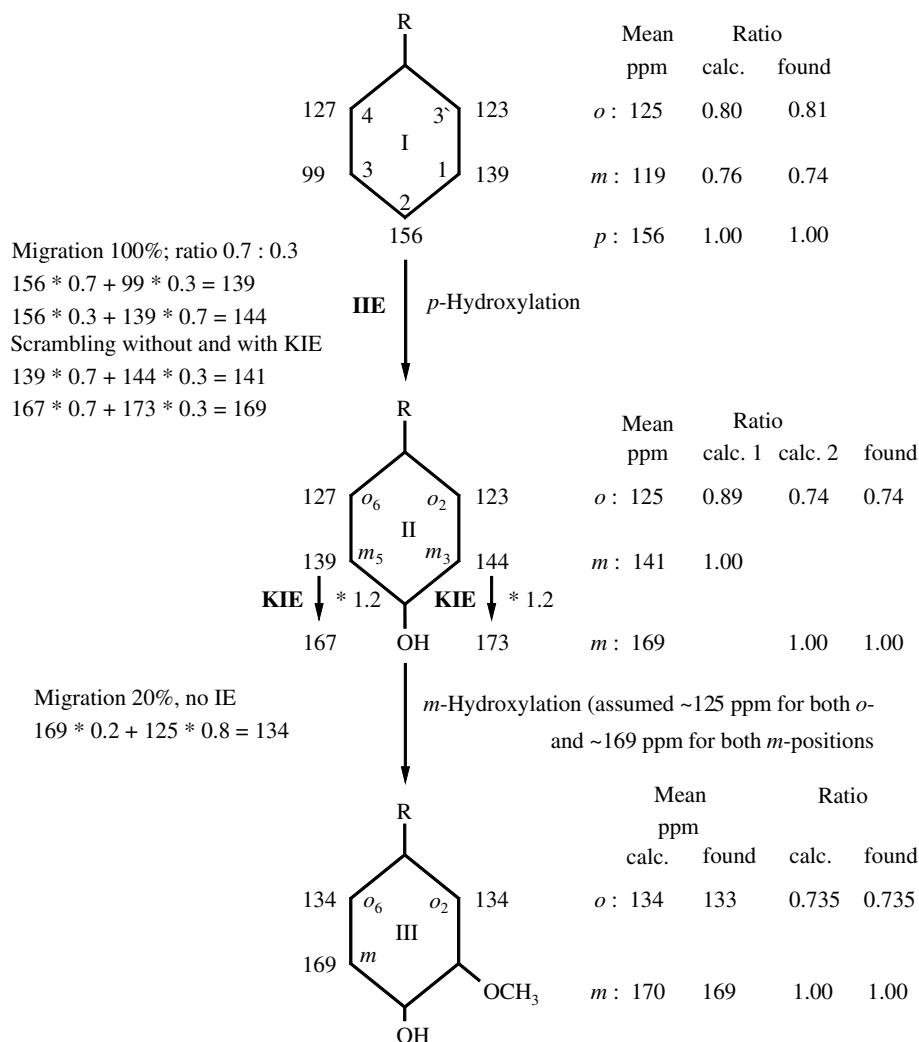 R
Mean Ratio
ppm calc. found
127 4 3` 123
o : 125 0.80 0.81
I
99 3 1 139
m : 119 0.76 0.74
2
156
p : 156 1.00 1.00
Migration 100%; ratio 0.7 : 0.3
156 * 0.7 + 99 * 0.3 = 139
156 * 0.3 + 139 * 0.7 = 144
Scrambling without and with KIE
139 * 0.7 + 144 * 0.3 = 141
167 * 0.7 + 173 * 0.3 = 169
IIE p-Hydroxylation
R
Mean Ratio
ppm calc. 1 calc. 2 found
127 o6 o2 123
o : 125 0.89 0.74 0.74
II
139 m5 m3 144
m : 141 1.00
KIE * 1.2 KIE * 1.2
167 OH 173
m : 169 1.00 1.00
Migration 20%, no IE
169 * 0.2 + 125 * 0.8 = 134
m-Hydroxylation (assumed ~125 ppm for both o-
and ~169 ppm for both m-positions
R
Mean Ratio
ppm
calc. found calc. found
134 o6 o2 134
o : 134 133 0.735 0.735
III
169 m
OCH3
m : 170 169 1.00 1.00
OH